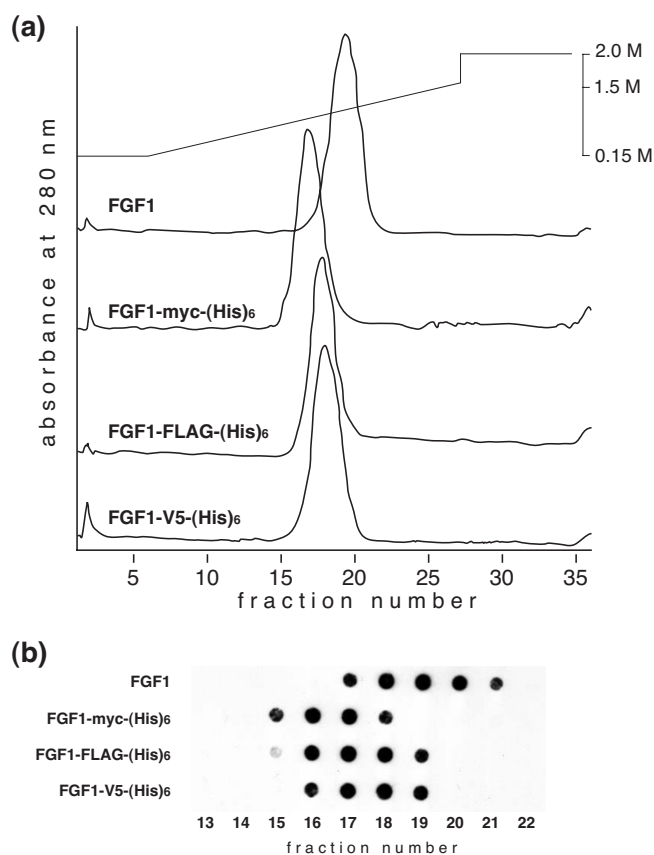 (a)
absorbance at 280 nm
2.0 M
1.5 M
0.15 M
FGF1
FGF1-myc-(His)6
FGF1-FLAG-(His)6
FGF1-V5-(His)6
5 10 15 20 25 30 35
fraction number
(b)
FGF1
FGF1-myc-(His)6
FGF1-FLAG-(His)6
FGF1-V5-(His)6
13 14 15 16 17 18 19 20 21 22
fraction number